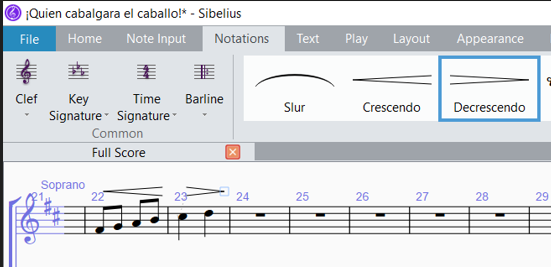 ¡Quien cabalgara el caballo!* - Sibelius
File Home Note Input Notations Text Play Layout Appearance
Clef Key Signature Time Signature Barline
Common
Slur Crescendo Decrescendo
Full Score
Soprano
21 22 23 24 25 26 27 28 29